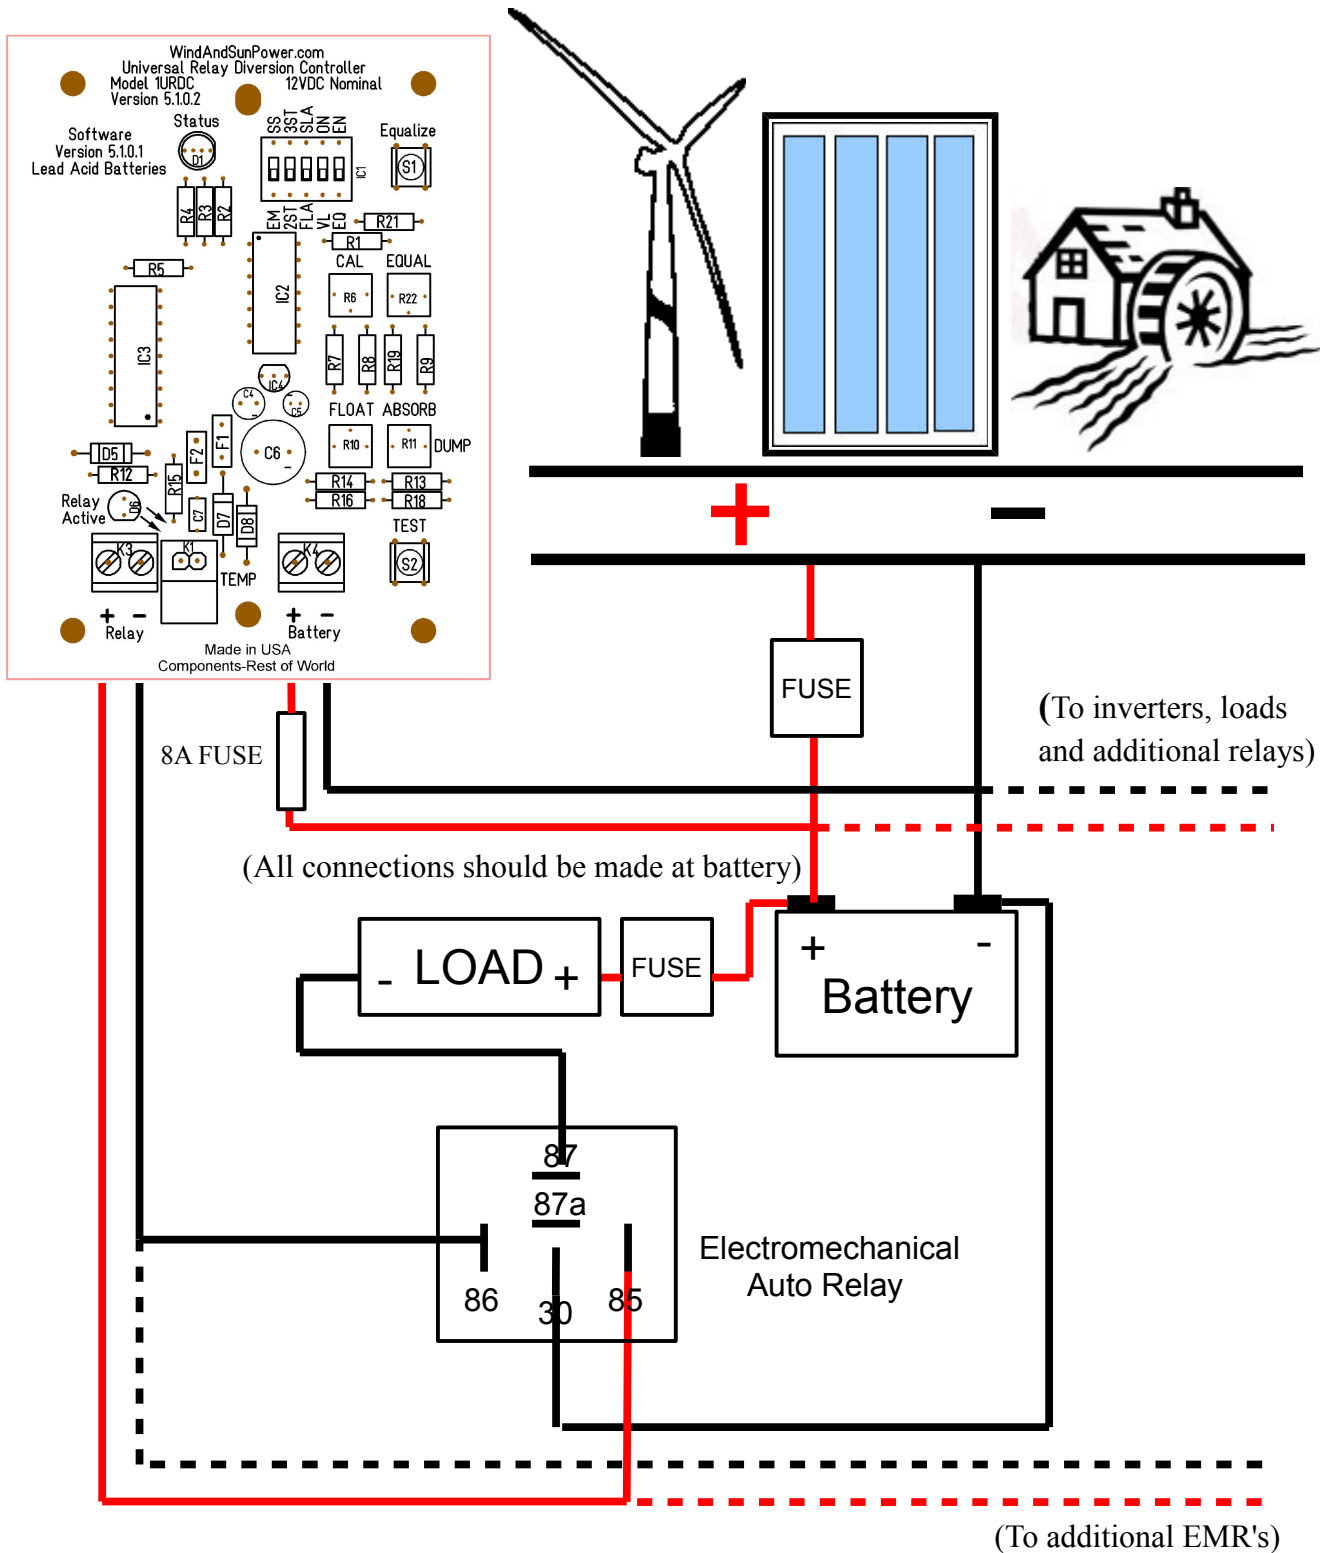 WindAndSunPower.com
Universal Relay Diversion Controller
Model 1URDC 12VDC Nominal
Version 5.1.0.2
Status
Software
Version 5.1.0.1
Lead Acid Batteries
D1
SS
3ST
SLA
ON
EN
IC1
EM
2ST
FLA
VL
EQ
Equalize
S1
R4
R3
R2
R21
R1
R5
IC2
CAL EQUAL
R6 R22
IC3
R7
R8
R19
R9
IC4
C4
C5
FLOAT ABSORB
R10 R11 DUMP
F1
F2
C6
D5
R12
R15
R14 R13
R16 R18
Relay
Active
D6
C7
D7
D8
TEST
S2
K3 K1 K4
TEMP
+ - + -
Relay Battery
Made in USA
Components-Rest of World
+ -
FUSE
8A FUSE
(To inverters, loads
and additional relays)
(All connections should be made at battery)
- LOAD +
FUSE
+ -
Battery
87
87a
86 30 85
Electromechanical
Auto Relay
(To additional EMR's)